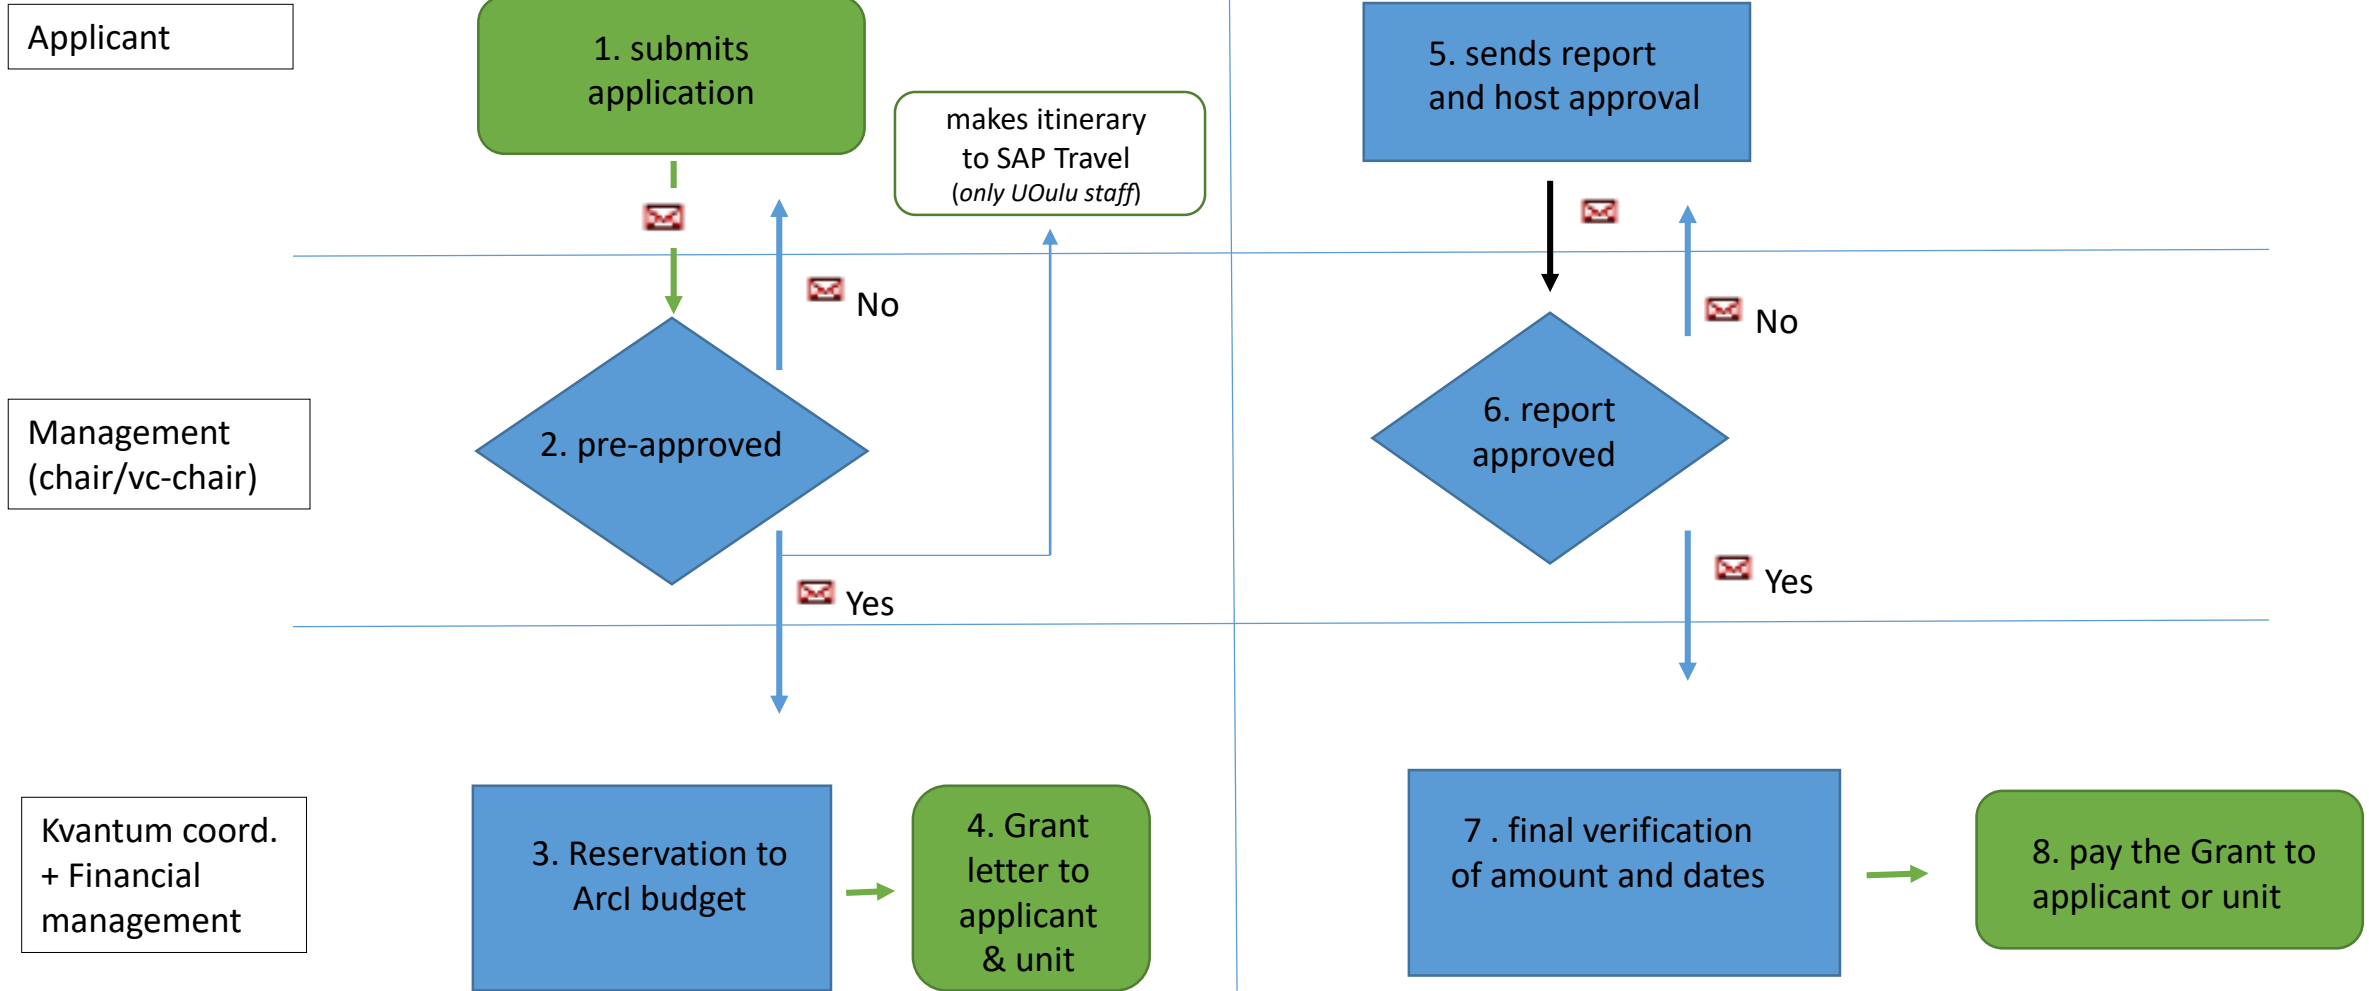 Applicant
1. submits
application
makes itinerary
to SAP Travel
(only UOulu staff)
5. sends report
and host approval
No
No
Management
(chair/vc-chair)
2. pre-approved
6. report
approved
Yes
Yes
Kvantum coord.
+ Financial
management
3. Reservation to
ArcI budget
4. Grant
letter to
applicant
& unit
7 . final verification
of amount and dates
8. pay the Grant to
applicant or unit